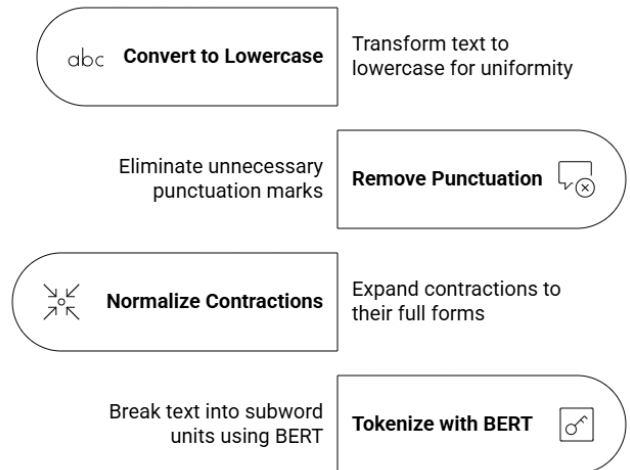 abc
Convert to Lowercase
Transform text to
lowercase for uniformity
Eliminate unnecessary
punctuation marks
Remove Punctuation
Normalize Contractions
Expand contractions to
their full forms
Break text into subword
units using BERT
Tokenize with BERT